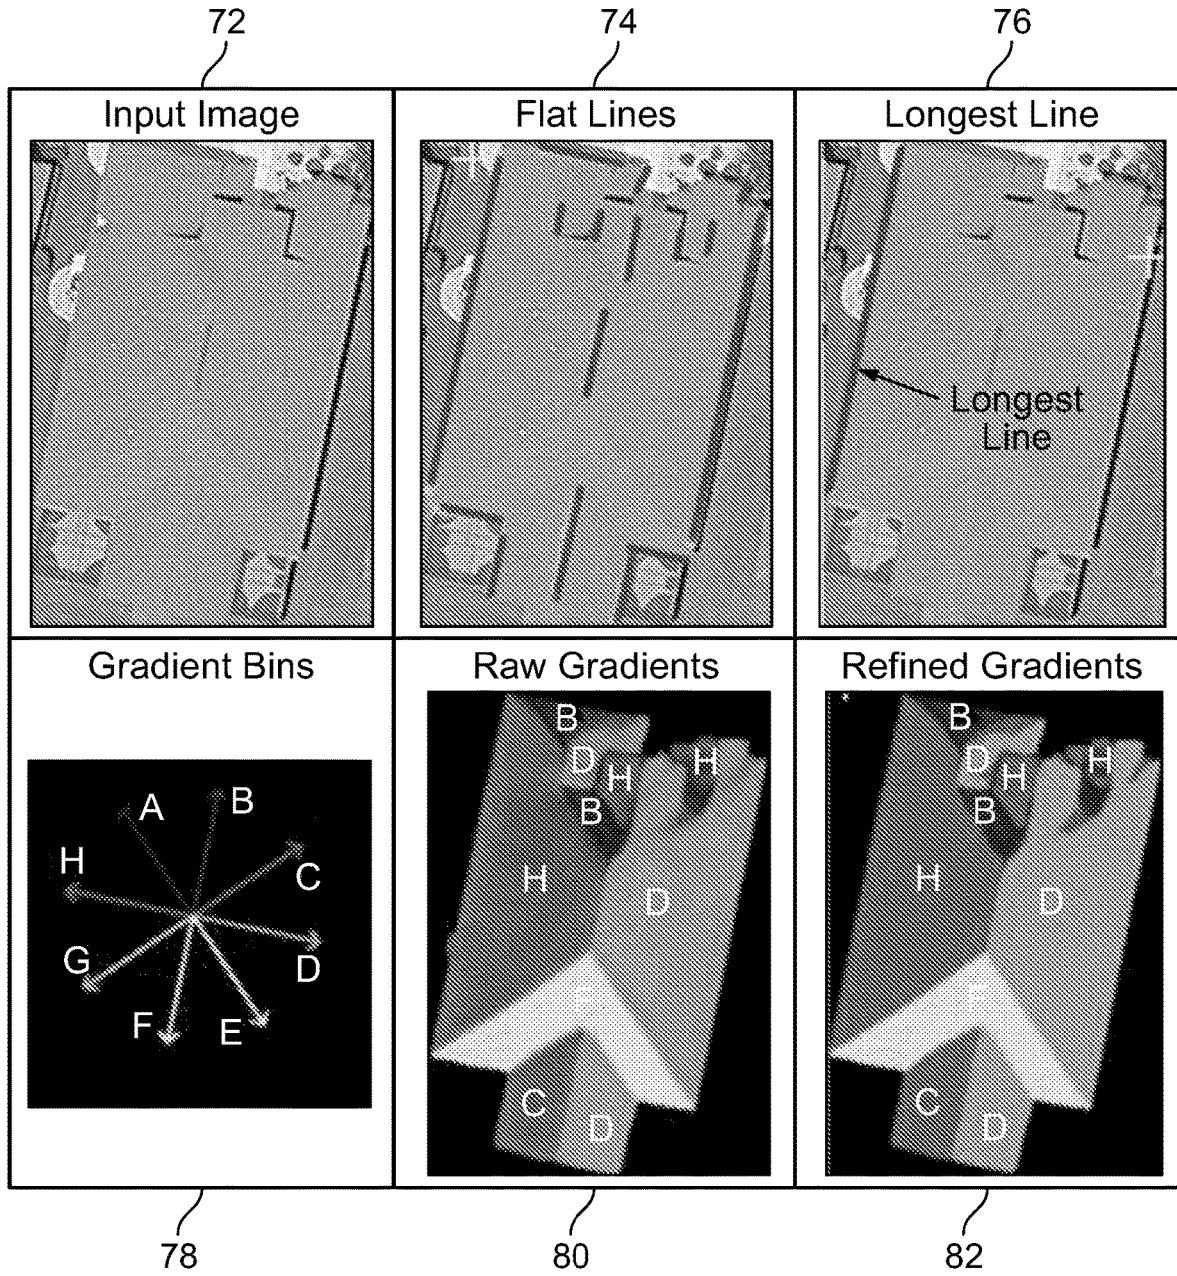 72
74
76
Input Image
Flat Lines
Longest Line
Longest
Line
Gradient Bins
Raw Gradients
Refined Gradients
A
B
H
C
G
D
F
E
B
D
H
H
B
H
D
C
D
B
D
H
H
B
H
D
C
D
78
80
82